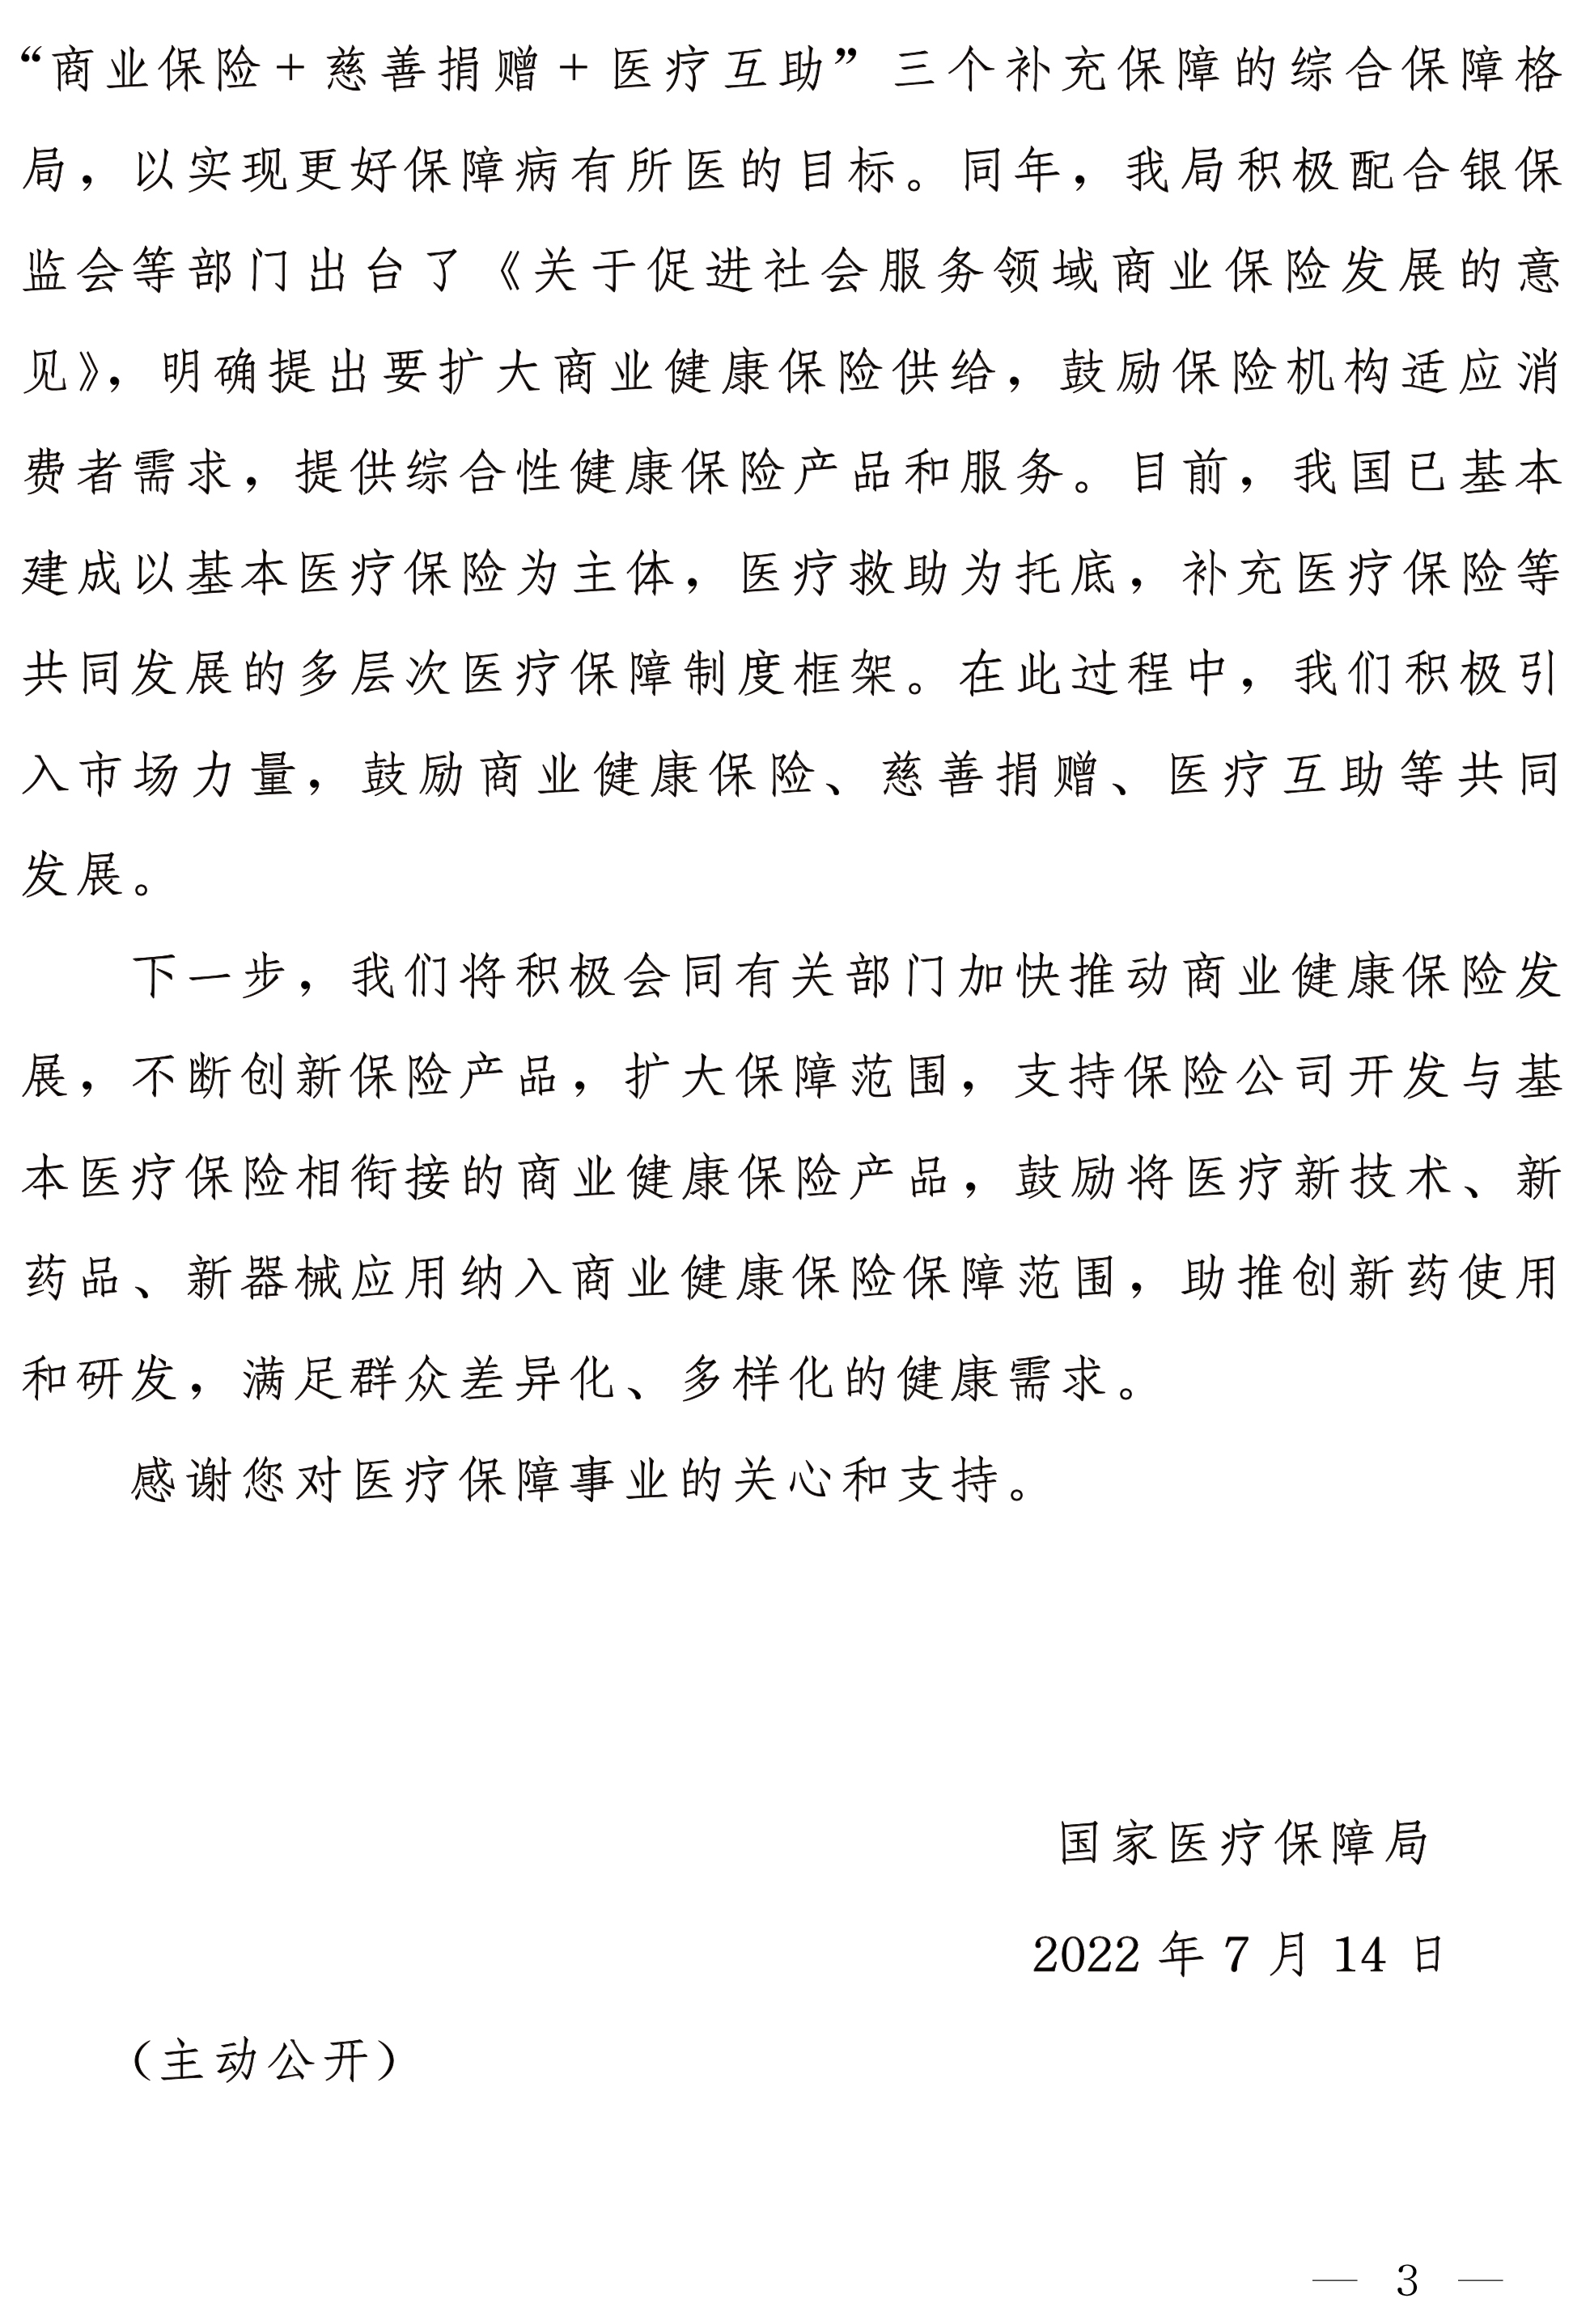 “商业保险+慈善捐赠+医疗互助”三个补充保障的综合保障格
局，以实现更好保障病有所医的目标。同年，我局积极配合银保
监会等部门出台了《关于促进社会服务领域商业保险发展的意
见》，明确提出要扩大商业健康保险供给，鼓励保险机构适应消
费者需求，提供综合性健康保险产品和服务。目前，我国已基本
建成以基本医疗保险为主体，医疗救助为托底，补充医疗保险等
共同发展的多层次医疗保障制度框架。在此过程中，我们积极引
入市场力量，鼓励商业健康保险、慈善捐赠、医疗互助等共同
发展。
下一步，我们将积极会同有关部门加快推动商业健康保险发
展，不断创新保险产品，扩大保障范围，支持保险公司开发与基
本医疗保险相衔接的商业健康保险产品，鼓励将医疗新技术、新
药品、新器械应用纳入商业健康保险保障范围，助推创新药使用
和研发，满足群众差异化、多样化的健康需求。
感谢您对医疗保障事业的关心和支持。
国家医疗保障局
2022 年 7 月 14 日
（主动公开）
— 3 —